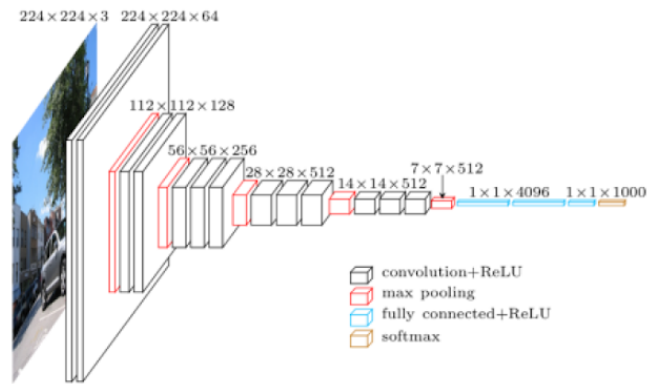 224×224×3
224×224×64
112×112×128
56×56×256
28×28×512
14×14×512
7×7×512
1×1×4096
1×1×1000
convolution+ReLU
max pooling
fully connected+ReLU
softmax